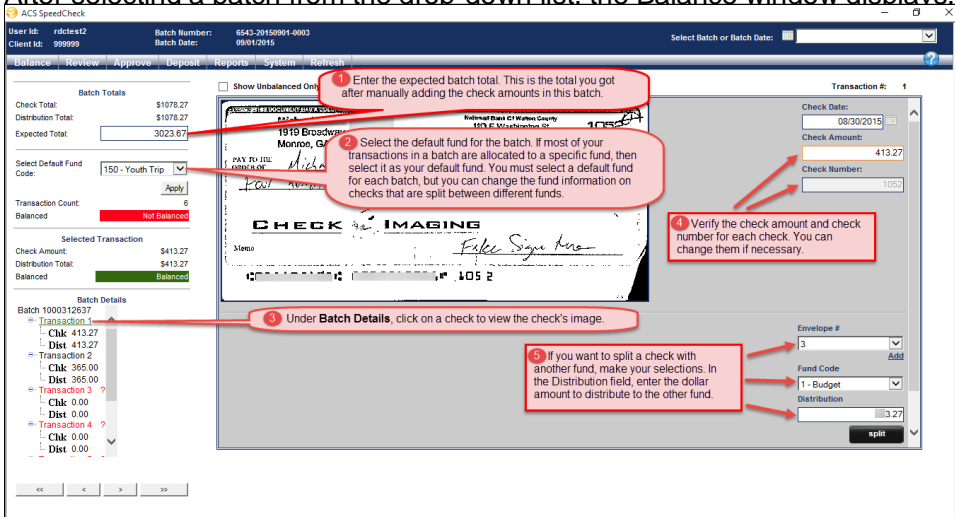 After selecting a batch from the drop-down list, the Balance window displays.
ACS SpeedCheck
User Id: rdctest2 Batch Number: 6543-20150901-0003
Client Id: 999999 Batch Date: 09/01/2015
Select Batch or Batch Date:
Balance Review Approve Deposit Reports System Refresh
Batch Totals
Check Total: $1078.27
Distribution Total: $1078.27
Expected Total: 3023.67
Select Default Fund
Code: 150 - Youth Trip
Apply
Transaction Count: 6
Balanced Not Balanced
Selected Transaction
Check Amount: $413.27
Distribution Total: $413.27
Balanced Balanced
Batch Details
Batch 1000312637
Transaction 1
Chk 413.27
Dist 413.27
Transaction 2
Chk 365.00
Dist 365.00
Transaction 3 ?
Chk 0.00
Dist 0.00
Transaction 4 ?
Chk 0.00
Dist 0.00
<< < > >>
Show Unbalanced Only
Transaction #: 1
1 Enter the expected batch total. This is the total you got
after manually adding the check amounts in this batch.
National Bank Of Walton County
1919 Broadway
Monroe, GA
1052
PAY TO THE
ORDER OF
2 Select the default fund for the batch. If most of your
transactions in a batch are allocated to a specific fund, then
select it as your default fund. You must select a default fund
for each batch, but you can change the fund information on
checks that are split between different funds.
CHECK IMAGING
Memo
Fake Signature
1052
3 Under Batch Details, click on a check to view the check's image.
Check Date:
08/30/2015
Check Amount:
413.27
Check Number:
1052
4 Verify the check amount and check
number for each check. You can
change them if necessary.
5 If you want to split a check with
another fund, make your selections. In
the Distribution field, enter the dollar
amount to distribute to the other fund.
Envelope #
3
Add
Fund Code
1 - Budget
Distribution
3.27
split